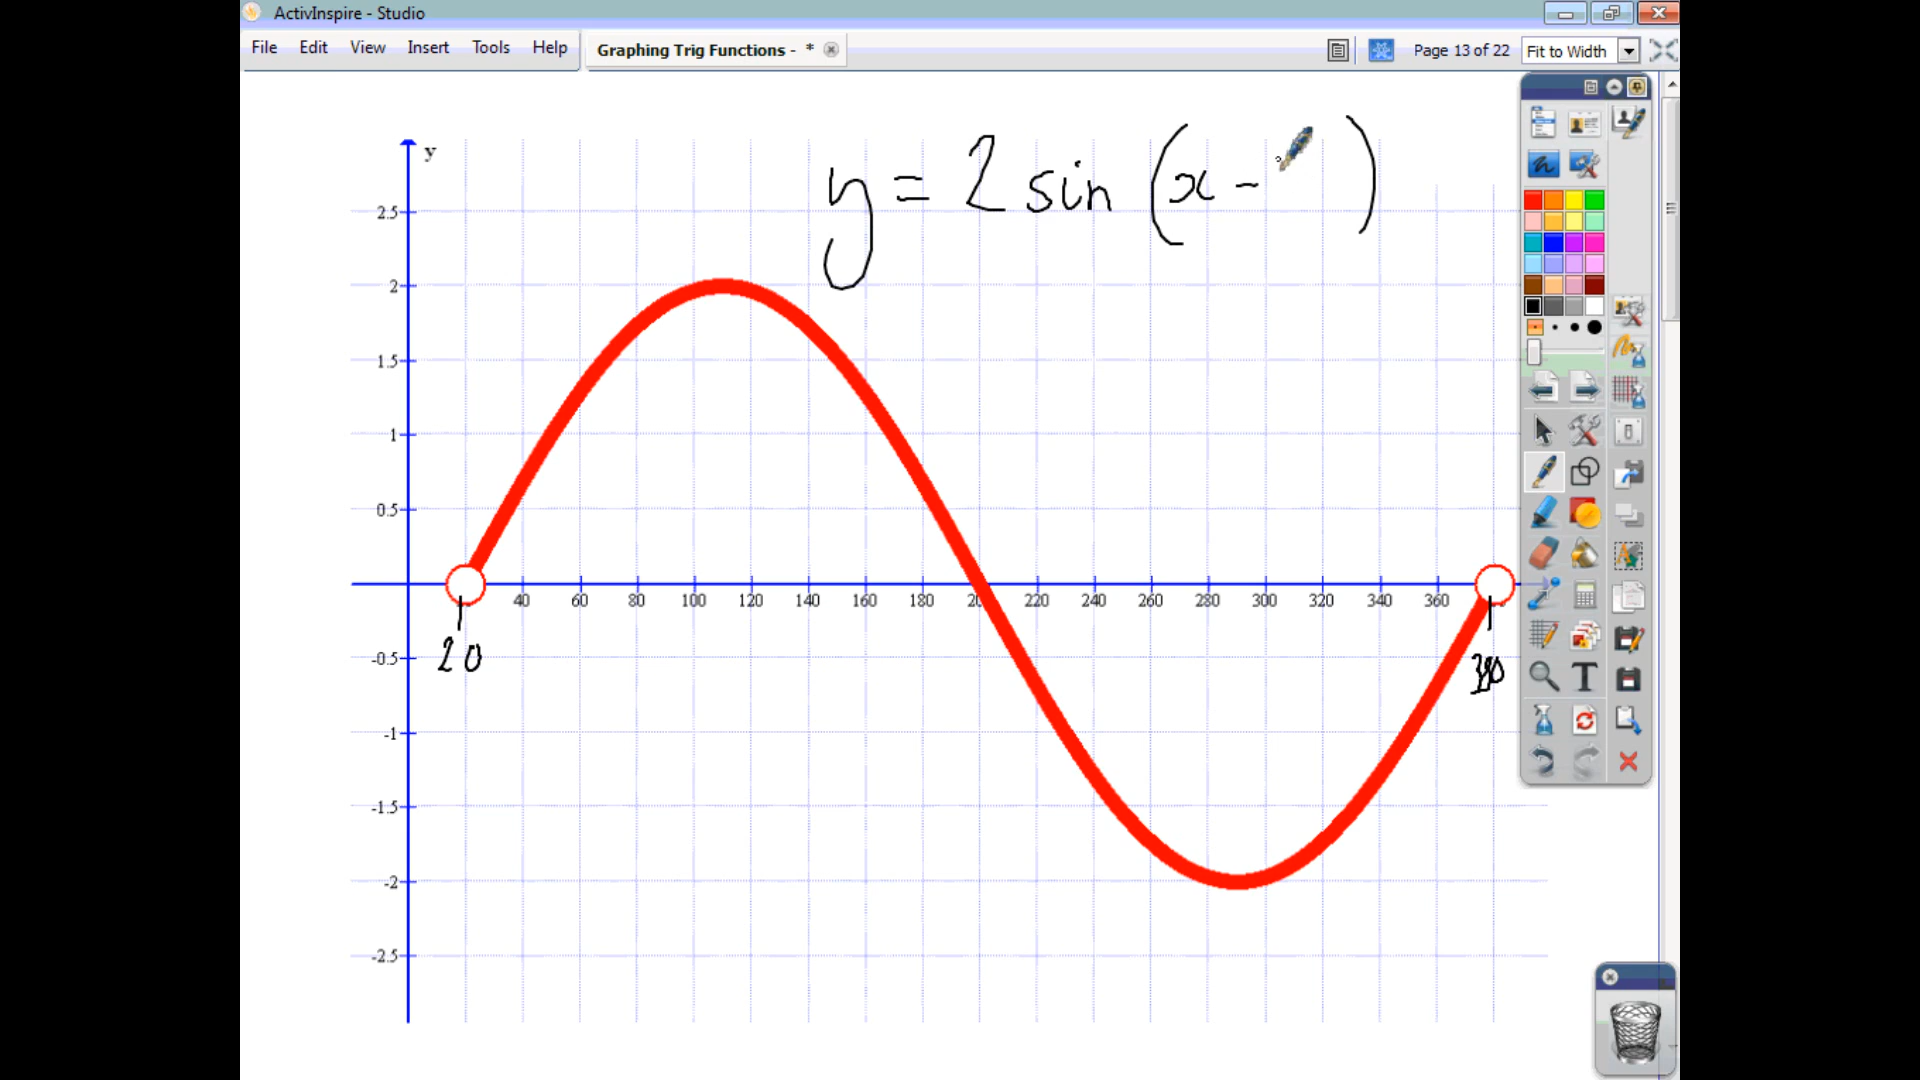 ActivInspire - Studio
File Edit View Insert Tools Help
Graphing Trig Functions - *
Page 13 of 22
Fit to Width
y
y = 2 sin (x - )
2.5
2
1.5
1
0.5
40 60 80 100 120 140 160 180 220 240 260 280 300 320 340 360
20
-0.5
-1
-1.5
-2
-2.5
T